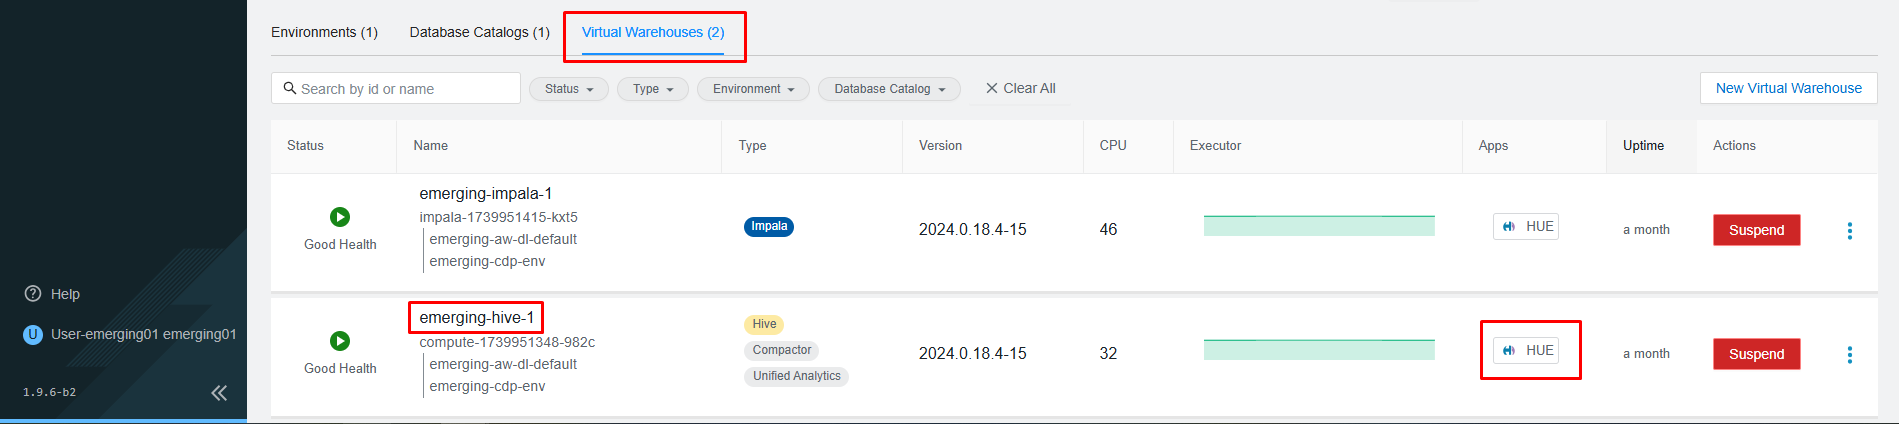 Environments (1) Database Catalogs (1) Virtual Warehouses (2)
Search by id or name Status Type Environment Database Catalog Clear All New Virtual Warehouse
Status Name Type Version CPU Executor Apps Uptime Actions
emerging-impala-1
impala-1739951415-kxt5
emerging-aw-dl-default
emerging-cdp-env
Good Health Impala 2024.0.18.4-15 46 HUE a month Suspend
emerging-hive-1
compute-1739951348-982c
emerging-aw-dl-default
emerging-cdp-env
Good Health
Hive
Compactor
Unified Analytics
2024.0.18.4-15 32 HUE a month Suspend
Help
U User-emerging01 emerging01
1.9.6-b2